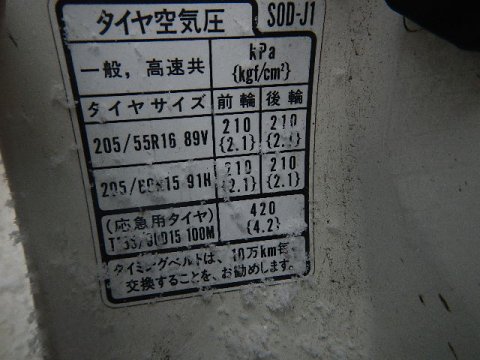 タイヤ空気圧 SOD-J1
一般，高速共 kPa {kgf/cm²}
タイヤサイズ 前輪 後輪
205/55R16 89V 210 {2.1} 210 {2.1}
91H 210 {2.1} 210 {2.1}
(応急用タイヤ) 100M 420 {4.2}
タイミングベルトは、10万km毎
交換することを、お勧めします。